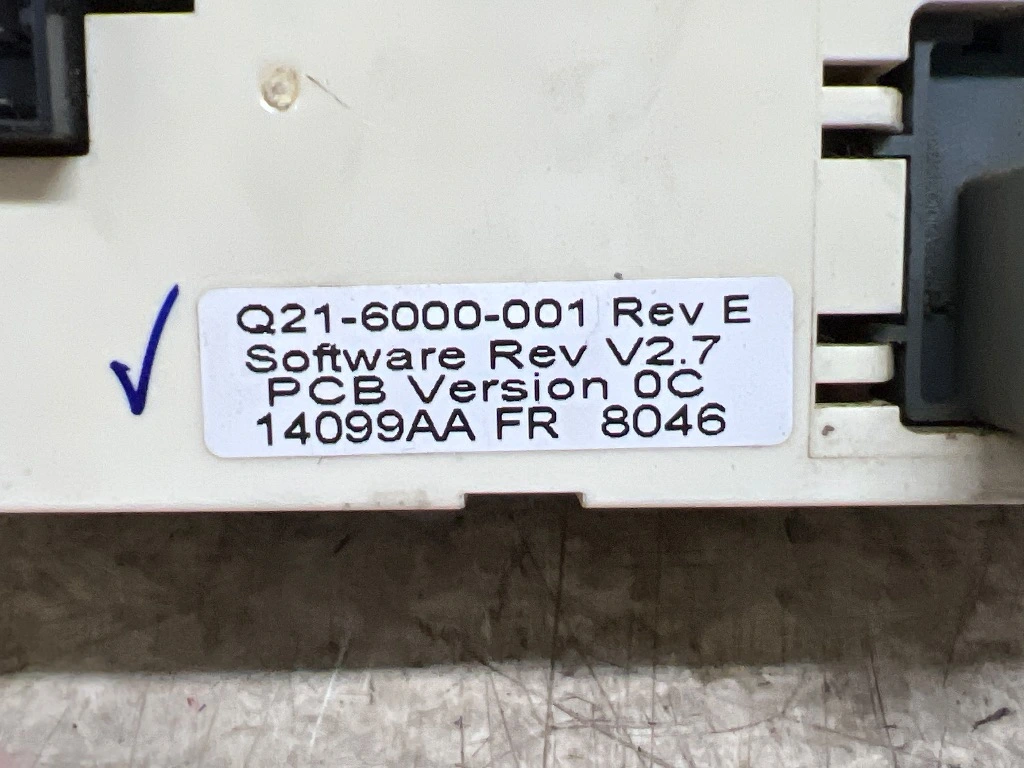 Q21-6000-001 Rev E
Software Rev V2.7
PCB Version 0C
14099AA FR 8046